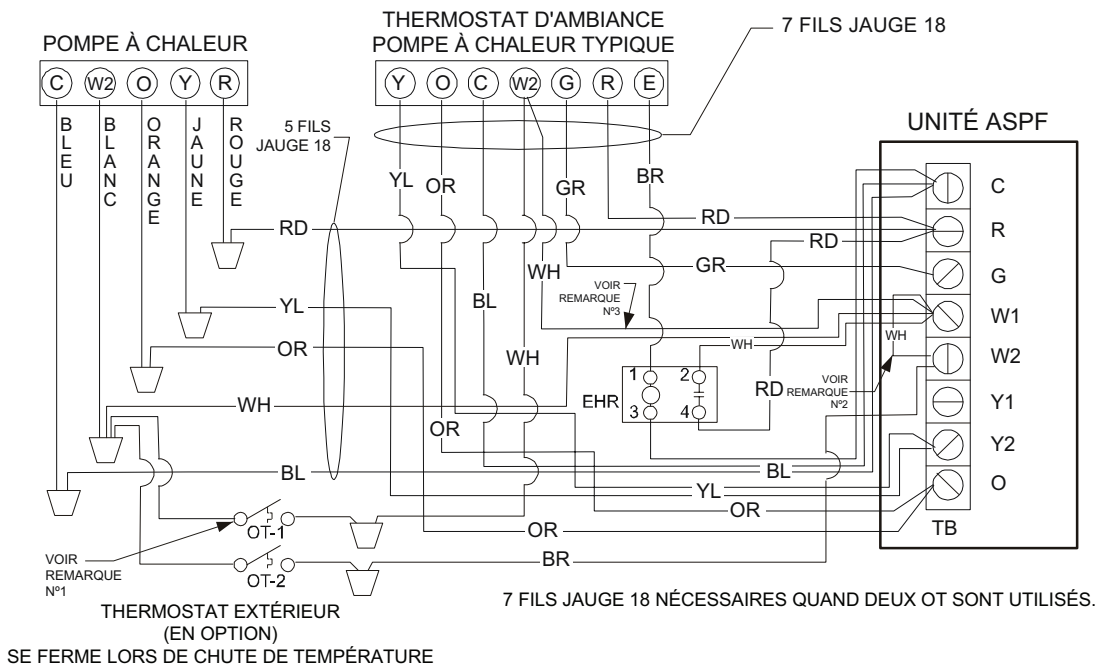 THERMOSTAT D'AMBIANCE
POMPE À CHALEUR TYPIQUE
7 FILS JAUGE 18
POMPE À CHALEUR
C W2 O Y R
Y O C W2 G R E
BLEU
BLANC
ORANGE
JAUNE
ROUGE
5 FILS
JAUGE 18
UNITÉ ASPF
YL
OR
GR
BR
C
RD
RD
R
RD
GR
G
WH
VOIR
REMARQUE
Nº3
BL
YL
W1
WH
WH
OR
WH
W2
1
2
EHR
3
4
RD
VOIR
REMARQUE
Nº2
Y1
WH
OR
Y2
BL
BL
YL
O
OR
OT-1
OR
TB
VOIR
REMARQUE
Nº1
BR
OT-2
7 FILS JAUGE 18 NÉCESSAIRES QUAND DEUX OT SONT UTILISÉS.
THERMOSTAT EXTÉRIEUR
(EN OPTION)
SE FERME LORS DE CHUTE DE TEMPÉRATURE